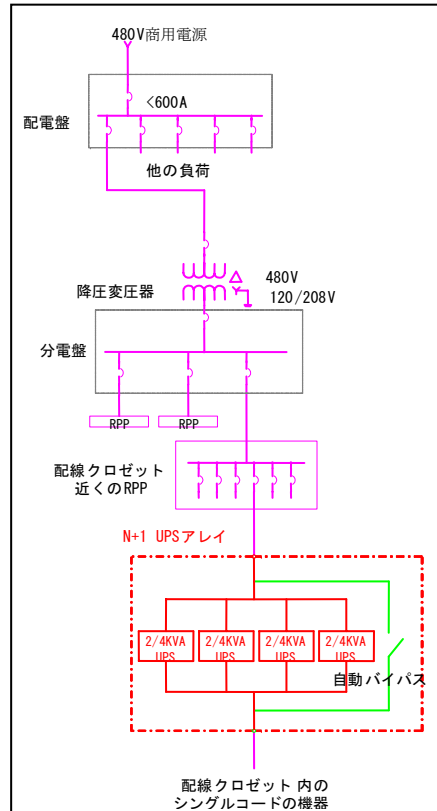 480V商用電源
<600A
配電盤
他の負荷
480V
120/208V
降圧変圧器
分電盤
RPP
RPP
配線クロゼット
近くのRPP
N+1 UPSアレイ
2/4KVA
UPS
2/4KVA
UPS
2/4KVA
UPS
2/4KVA
UPS
自動バイパス
配線クロゼット 内の
シングルコードの機器